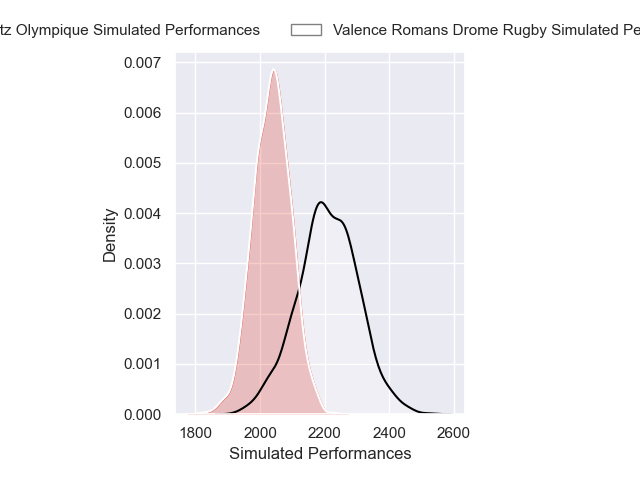 tz Olympique Simulated Performances
Valence Romans Drome Rugby Simulated Pe
0.007
0.006
0.005
0.004
0.003
0.002
0.001
0.000
Density
1800 2000 2200 2400 2600
Simulated Performances